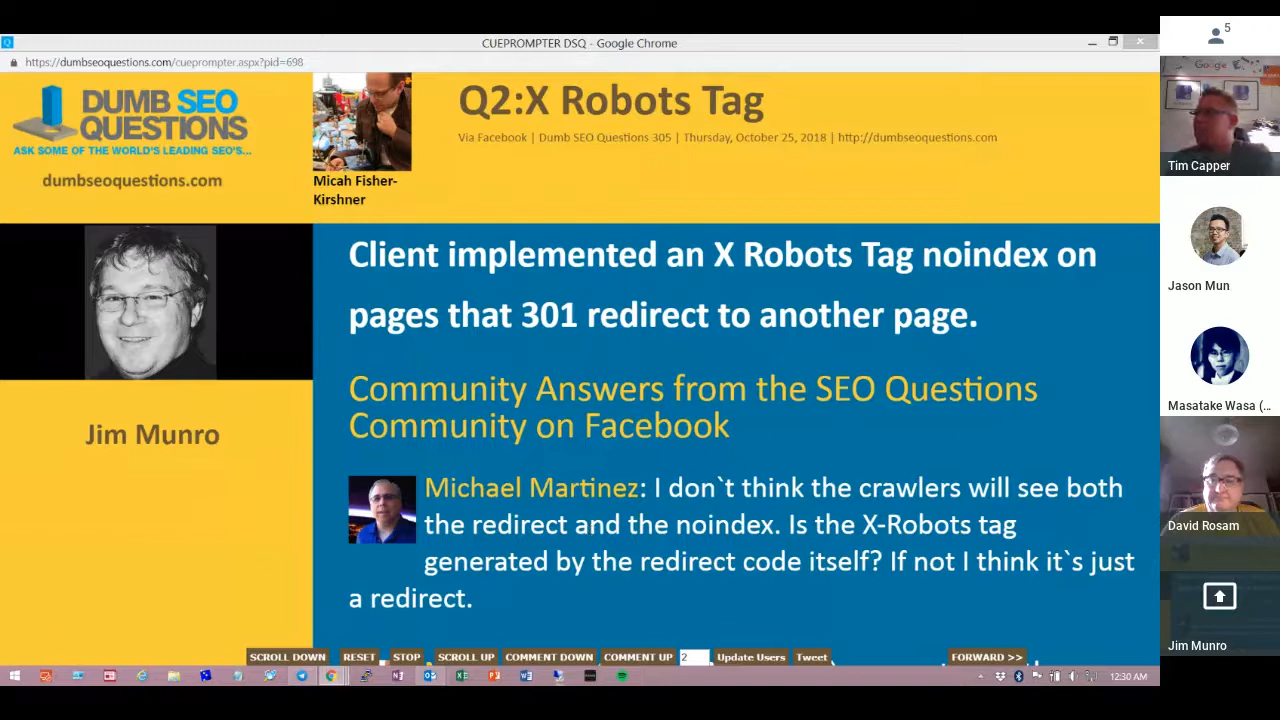 CUEPROMPTER DSQ - Google Chrome
https://dumbseoquestions.com/cueprompter.aspx?pid=698
DUMB SEO
QUESTIONS
ASK SOME OF THE WORLD'S LEADING SEO'S...
dumbseoquestions.com
Micah Fisher-
Kirshner
Q2:X Robots Tag
Via Facebook | Dumb SEO Questions 305 | Thursday, October 25, 2018 | http://dumbseoquestions.com
Jim Munro
Client implemented an X Robots Tag noindex on
pages that 301 redirect to another page.
Community Answers from the SEO Questions
Community on Facebook
Michael Martinez: I don`t think the crawlers will see both
the redirect and the noindex. Is the X-Robots tag
generated by the redirect code itself? If not I think it`s just
a redirect.
SCROLL DOWN RESET STOP SCROLL UP COMMENT DOWN COMMENT UP 2 Update Users Tweet FORWARD >>
12:30 AM
5
Google
Tim Capper
Jason Mun
Masatake Wasa (...
David Rosam
Jim Munro